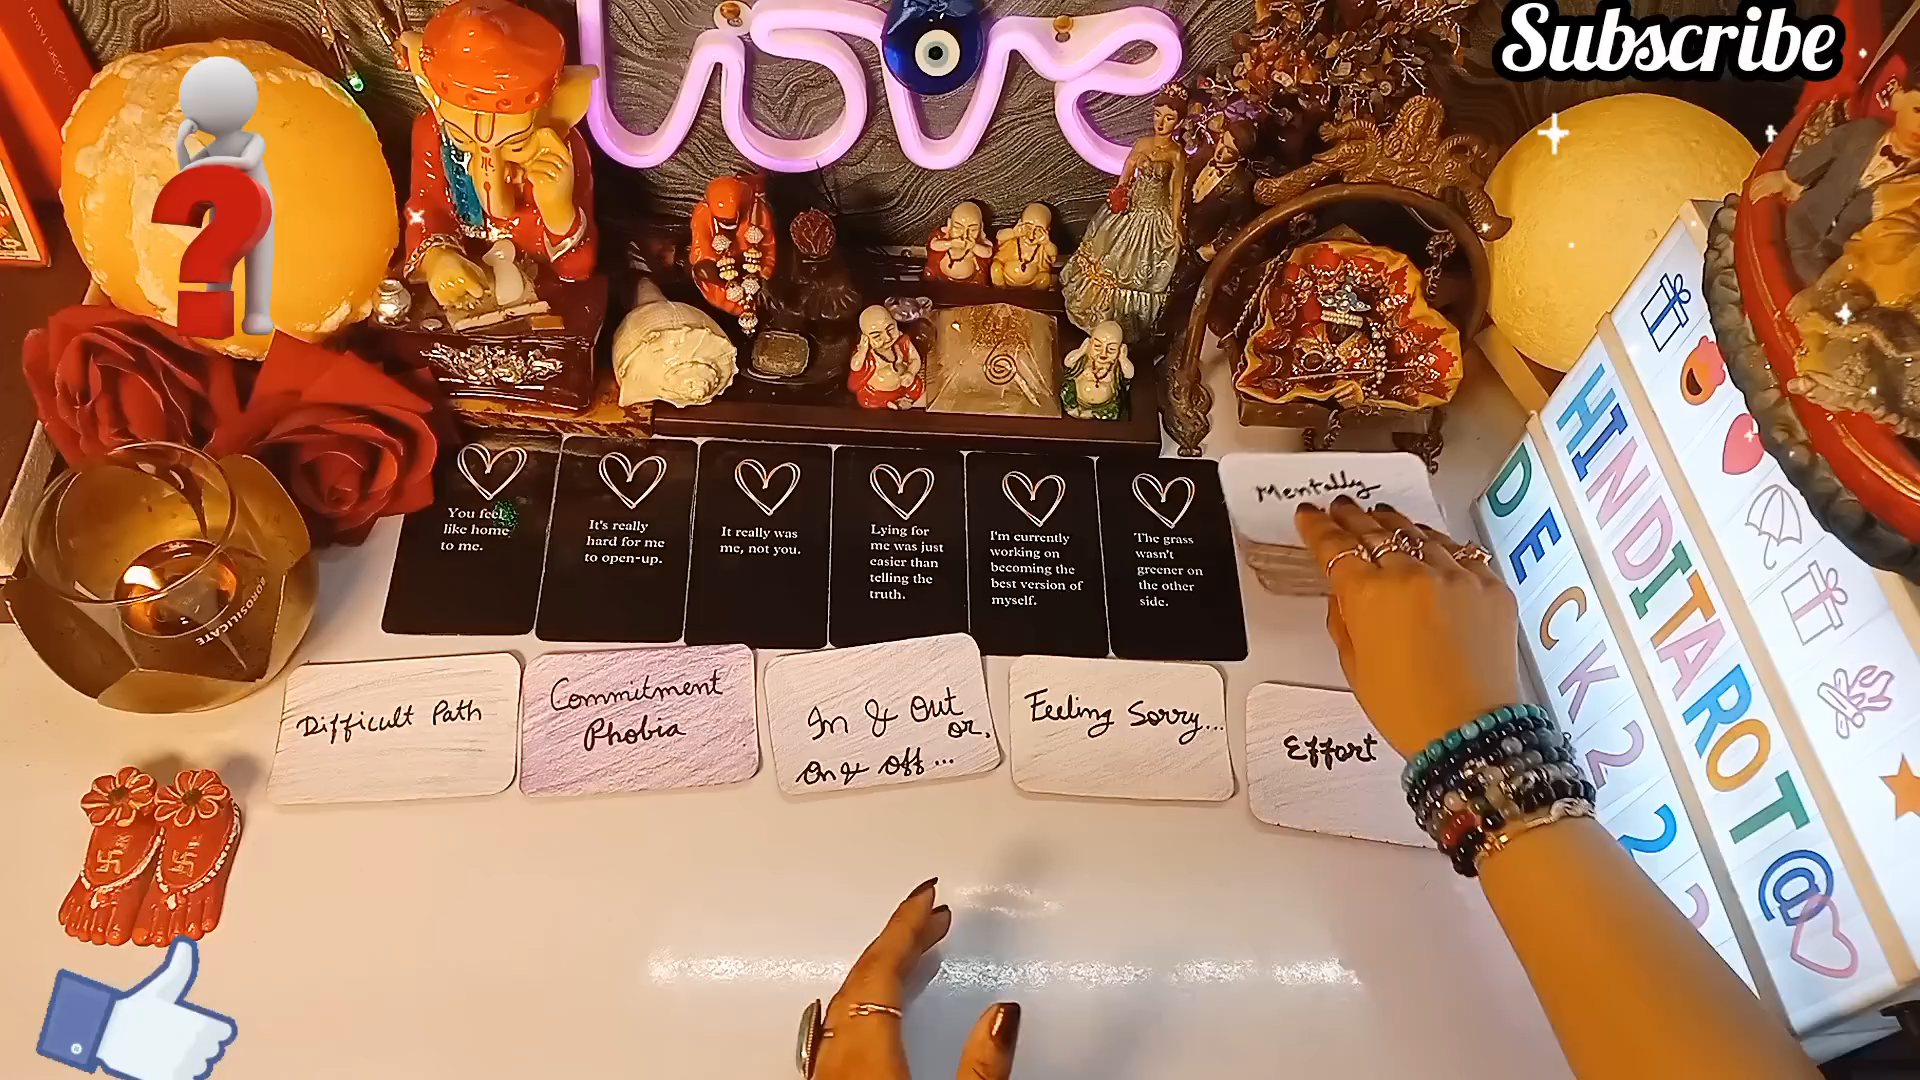 Subscribe
You feel
like home
to me.
It's really
hard for me
to open-up.
It really was
me, not you.
Lying for
me was just
easier than
telling the
truth.
I'm currently
working on
becoming the
best version of
myself.
The grass
wasn't
greener on
the other
side.
Mentally
Difficult Path
Commitment
Phobia
In & Out
or.
On & Off...
Feeling Sorry...
Effort
BOROSILICATE
HINDITAROT@
DECK222
love